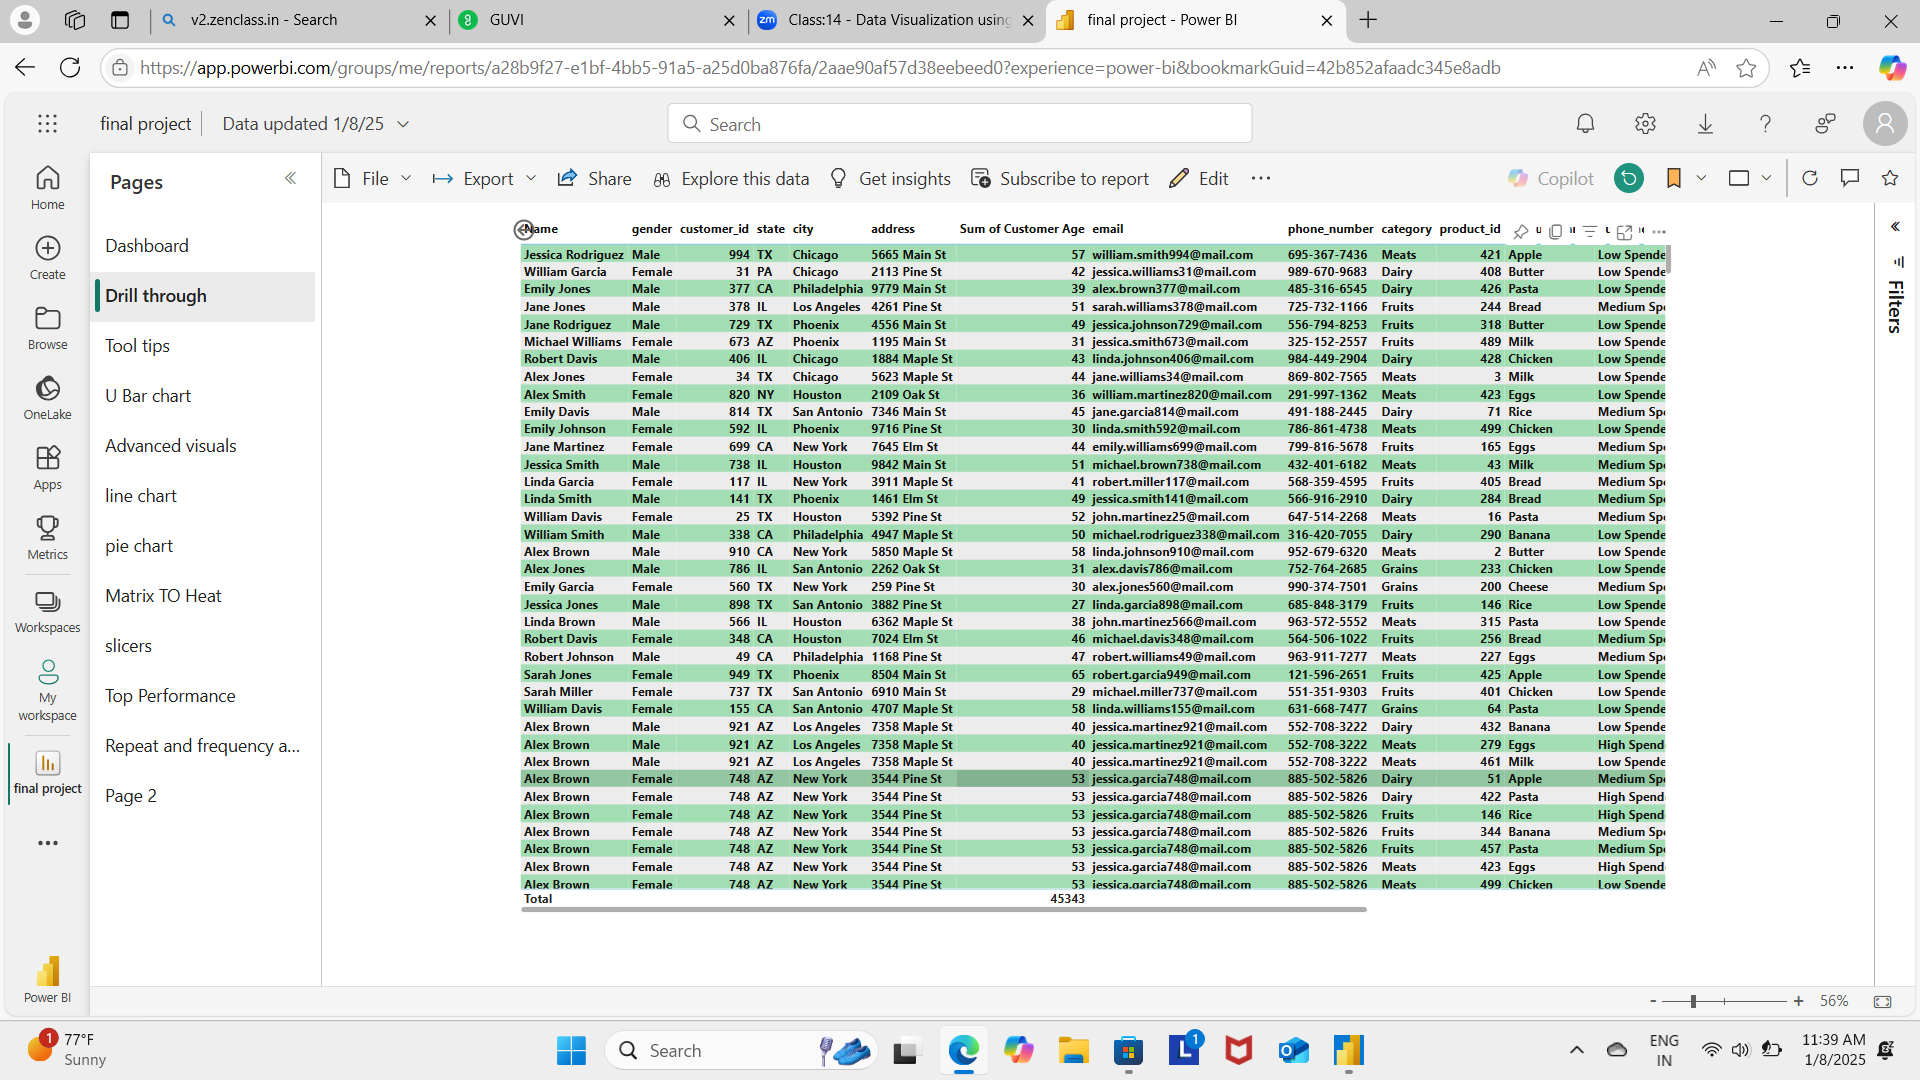 v2.zenclass.in - Search
GUVI
Class:14 - Data Visualization using
final project - Power BI
https://app.powerbi.com/groups/me/reports/a28b9f27-e1bf-4bb5-91a5-a25d0ba876fa/2aae90af57d38eebeed0?experience=power-bi&bookmarkGuid=42b852afaadc345e8adb
final project
Data updated 1/8/25
Search
Home
Create
Browse
OneLake
Apps
Metrics
Workspaces
My workspace
final project
Power BI
Pages
Dashboard
Drill through
Tool tips
U Bar chart
Advanced visuals
line chart
pie chart
Matrix TO Heat
slicers
Top Performance
Repeat and frequency a...
Page 2
File Export Share Explore this data Get insights Subscribe to report Edit Copilot
Name gender customer_id state city address Sum of Customer Age email phone_number category product_id
Jessica Rodriguez Male 994 TX Chicago 5665 Main St 57 william.smith994@mail.com 695-367-7436 Meats 421 Apple Low Spende
William Garcia Female 31 PA Chicago 2113 Pine St 42 jessica.williams31@mail.com 989-670-9683 Dairy 408 Butter Low Spende
Emily Jones Male 377 CA Philadelphia 9779 Main St 39 alex.brown377@mail.com 485-316-6545 Dairy 426 Pasta Low Spende
Jane Jones Male 378 IL Los Angeles 4261 Pine St 51 sarah.williams378@mail.com 725-732-1166 Fruits 244 Bread Medium Spe
Jane Rodriguez Male 729 TX Phoenix 4556 Main St 49 jessica.johnson729@mail.com 556-794-8253 Fruits 318 Butter Low Spende
Michael Williams Female 673 AZ Phoenix 1195 Main St 31 jessica.smith673@mail.com 325-152-2557 Fruits 489 Milk Low Spende
Robert Davis Male 406 IL Chicago 1884 Maple St 43 linda.johnson406@mail.com 984-449-2904 Dairy 428 Chicken Low Spende
Alex Jones Female 34 TX Chicago 5623 Maple St 44 jane.williams34@mail.com 869-802-7565 Meats 3 Milk Low Spende
Alex Smith Female 820 NY Houston 2109 Oak St 36 william.martinez820@mail.com 291-997-1362 Meats 423 Eggs Low Spende
Emily Davis Male 814 TX San Antonio 7346 Main St 45 jane.garcia814@mail.com 491-188-2445 Dairy 71 Rice Medium Spe
Emily Johnson Female 592 IL Phoenix 9716 Pine St 30 linda.smith592@mail.com 786-861-4738 Meats 499 Chicken Low Spende
Jane Martinez Female 699 CA New York 7645 Elm St 44 emily.williams699@mail.com 799-816-5678 Fruits 165 Eggs Medium Spe
Jessica Smith Male 738 IL Houston 9842 Main St 51 michael.brown738@mail.com 432-401-6182 Meats 43 Milk Medium Spe
Linda Garcia Female 117 IL New York 3911 Maple St 41 robert.miller117@mail.com 568-359-4595 Fruits 405 Bread Medium Spe
Linda Smith Male 141 TX Phoenix 1461 Elm St 49 jessica.smith141@mail.com 566-916-2910 Dairy 284 Bread Medium Spe
William Davis Female 25 TX Houston 5392 Pine St 52 john.martinez25@mail.com 647-514-2268 Meats 16 Pasta Medium Spe
William Smith Male 338 CA Philadelphia 4947 Maple St 50 michael.rodriguez338@mail.com 316-420-7055 Dairy 290 Banana Low Spende
Alex Brown Male 910 CA New York 5850 Maple St 58 linda.johnson910@mail.com 952-679-6320 Meats 2 Butter Low Spende
Alex Jones Male 786 IL San Antonio 2262 Oak St 31 alex.davis786@mail.com 752-764-2685 Grains 233 Chicken Low Spende
Emily Garcia Female 560 TX New York 259 Pine St 30 alex.jones560@mail.com 990-374-7501 Grains 200 Cheese Medium Spe
Jessica Jones Male 898 TX San Antonio 3882 Pine St 27 linda.garcia898@mail.com 685-848-3179 Fruits 146 Rice Low Spende
Linda Brown Male 566 IL Houston 6362 Maple St 38 john.martinez566@mail.com 963-572-5552 Meats 315 Pasta Low Spende
Robert Davis Female 348 CA Houston 7024 Elm St 46 michael.davis348@mail.com 564-506-1022 Fruits 256 Bread Medium Spe
Robert Johnson Male 49 CA Philadelphia 1168 Pine St 47 robert.williams49@mail.com 963-911-7277 Meats 227 Eggs Medium Spe
Sarah Jones Female 949 TX Phoenix 8504 Main St 65 robert.garcia949@mail.com 121-596-2651 Fruits 425 Apple Low Spende
Sarah Miller Female 737 TX San Antonio 6910 Main St 29 michael.miller737@mail.com 551-351-9303 Fruits 401 Chicken Low Spende
William Davis Female 155 CA San Antonio 4707 Maple St 58 linda.williams155@mail.com 631-668-7477 Grains 64 Pasta Low Spende
Alex Brown Male 921 AZ Los Angeles 7358 Maple St 40 jessica.martinez921@mail.com 552-708-3222 Dairy 432 Banana Low Spende
Alex Brown Male 921 AZ Los Angeles 7358 Maple St 40 jessica.martinez921@mail.com 552-708-3222 Meats 279 Eggs High Spend
Alex Brown Male 921 AZ Los Angeles 7358 Maple St 40 jessica.martinez921@mail.com 552-708-3222 Meats 461 Milk Low Spende
Alex Brown Female 748 AZ New York 3544 Pine St 53 jessica.garcia748@mail.com 885-502-5826 Dairy 51 Apple Medium Spe
Alex Brown Female 748 AZ New York 3544 Pine St 53 jessica.garcia748@mail.com 885-502-5826 Dairy 422 Pasta High Spend
Alex Brown Female 748 AZ New York 3544 Pine St 53 jessica.garcia748@mail.com 885-502-5826 Fruits 146 Rice High Spend
Alex Brown Female 748 AZ New York 3544 Pine St 53 jessica.garcia748@mail.com 885-502-5826 Fruits 344 Banana Medium Spe
Alex Brown Female 748 AZ New York 3544 Pine St 53 jessica.garcia748@mail.com 885-502-5826 Fruits 457 Pasta Medium Spe
Alex Brown Female 748 AZ New York 3544 Pine St 53 jessica.garcia748@mail.com 885-502-5826 Meats 423 Eggs High Spend
Alex Brown Female 748 AZ New York 3544 Pine St 53 jessica.garcia748@mail.com 885-502-5826 Meats 499 Chicken Low Spende
Total 45343
Filters
56%
77°F
Sunny
Search
ENG
IN
11:39 AM
1/8/2025